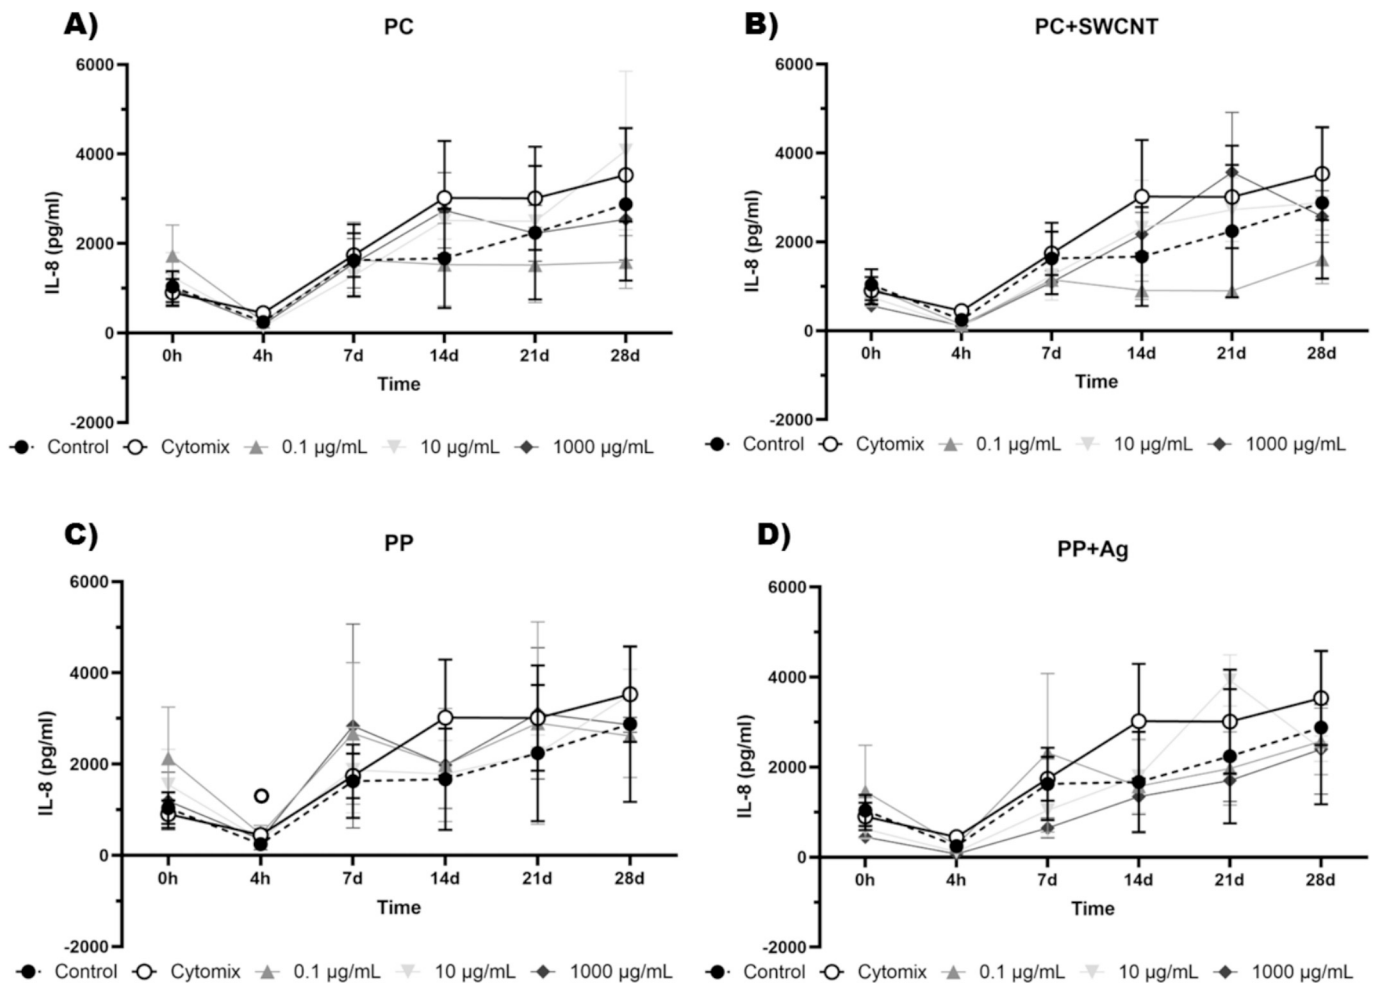 A) PC
IL-8 (pg/ml)
6000
4000
2000
0
-2000
0h 4h 7d 14d 21d 28d
Time
Control Cytomix 0.1 µg/mL 10 µg/mL 1000 µg/mL
B) PC+SWCNT
IL-8 (pg/ml)
6000
4000
2000
0
-2000
0h 4h 7d 14d 21d 28d
Time
Control Cytomix 0.1 µg/mL 10 µg/mL 1000 µg/mL
C) PP
IL-8 (pg/ml)
6000
4000
2000
0
-2000
0h 4h 7d 14d 21d 28d
Time
Control Cytomix 0.1 µg/mL 10 µg/mL 1000 µg/mL
D) PP+Ag
IL-8 (pg/ml)
6000
4000
2000
0
-2000
0h 4h 7d 14d 21d 28d
Time
Control Cytomix 0.1 µg/mL 10 µg/mL 1000 µg/mL